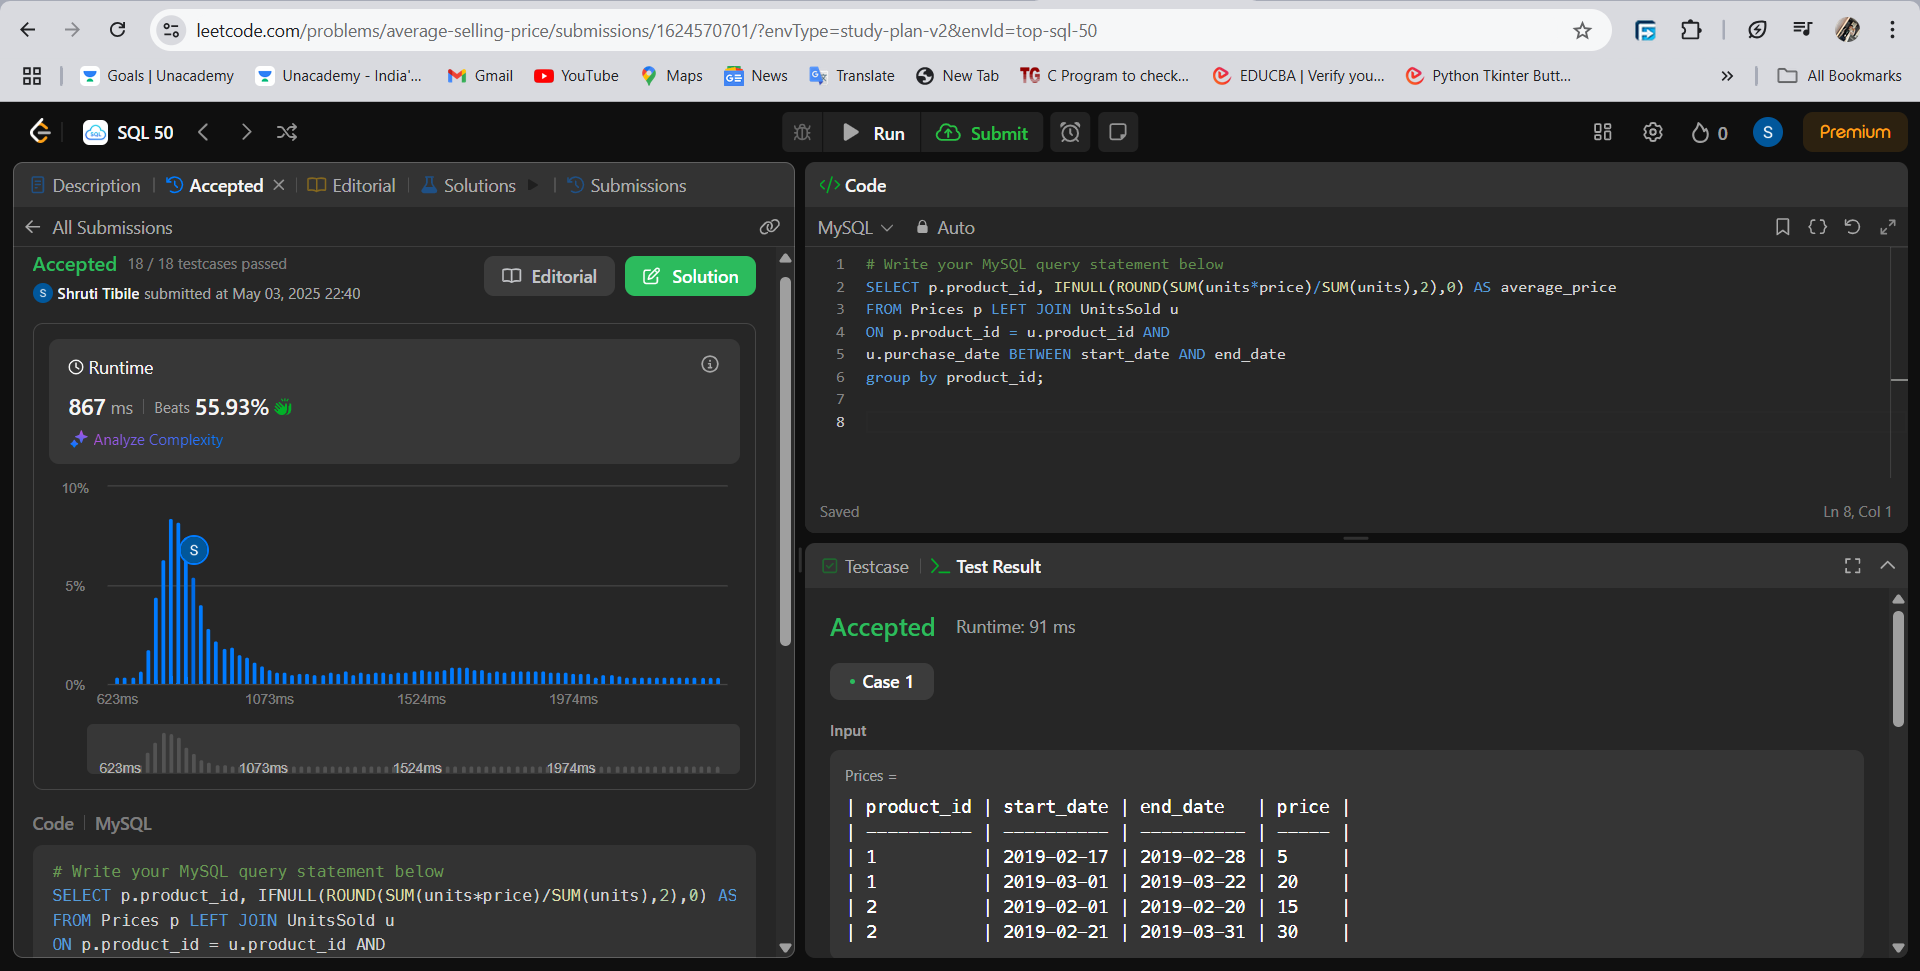 leetcode.com/problems/average-selling-price/submissions/1624570701/?envType=study-plan-v2&envId=top-sql-50
Goals | Unacademy
Unacademy - India'...
Gmail
YouTube
Maps
News
Translate
New Tab
TG C Program to check...
EDUCBA | Verify you...
Python Tkinter Butt...
»
All Bookmarks
SQL 50
Run
Submit
0
S
Premium
Description
Accepted
Editorial
Solutions
Submissions
All Submissions
Accepted 18 / 18 testcases passed
S Shruti Tibile submitted at May 03, 2025 22:40
Editorial
Solution
Runtime
867 ms Beats 55.93%
Analyze Complexity
10%
S
5%
0%
623ms 1073ms 1524ms 1974ms
623ms 1073ms 1524ms 1974ms
Code MySQL
# Write your MySQL query statement below
SELECT p.product_id, IFNULL(ROUND(SUM(units*price)/SUM(units),2),0) AS
FROM Prices p LEFT JOIN UnitsSold u
ON p.product_id = u.product_id AND
</> Code
MySQL Auto
1 # Write your MySQL query statement below
2 SELECT p.product_id, IFNULL(ROUND(SUM(units*price)/SUM(units),2),0) AS average_price
3 FROM Prices p LEFT JOIN UnitsSold u
4 ON p.product_id = u.product_id AND
5 u.purchase_date BETWEEN start_date AND end_date
6 group by product_id;
7
8
Saved
Ln 8, Col 1
Testcase
Test Result
Accepted Runtime: 91 ms
• Case 1
Input
Prices =
| product_id | start_date | end_date | price |
| ---------- | ---------- | ---------- | ----- |
| 1 | 2019-02-17 | 2019-02-28 | 5 |
| 1 | 2019-03-01 | 2019-03-22 | 20 |
| 2 | 2019-02-01 | 2019-02-20 | 15 |
| 2 | 2019-02-21 | 2019-03-31 | 30 |